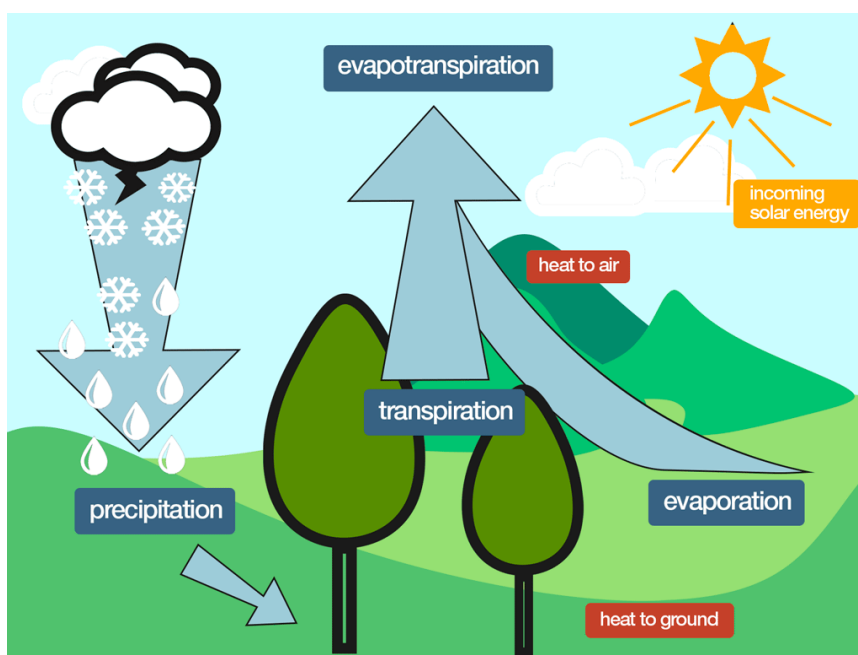 evapotranspiration
incoming
solar energy
heat to air
transpiration
precipitation
evaporation
heat to ground